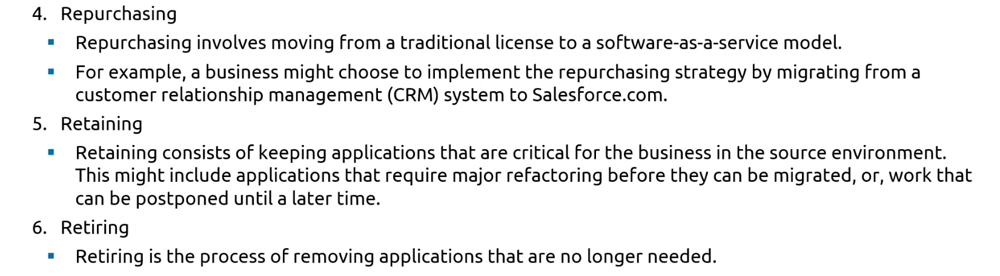 4. Repurchasing
▪ Repurchasing involves moving from a traditional license to a software-as-a-service model.
▪ For example, a business might choose to implement the repurchasing strategy by migrating from a
customer relationship management (CRM) system to Salesforce.com.
5. Retaining
▪ Retaining consists of keeping applications that are critical for the business in the source environment.
This might include applications that require major refactoring before they can be migrated, or, work that
can be postponed until a later time.
6. Retiring
▪ Retiring is the process of removing applications that are no longer needed.